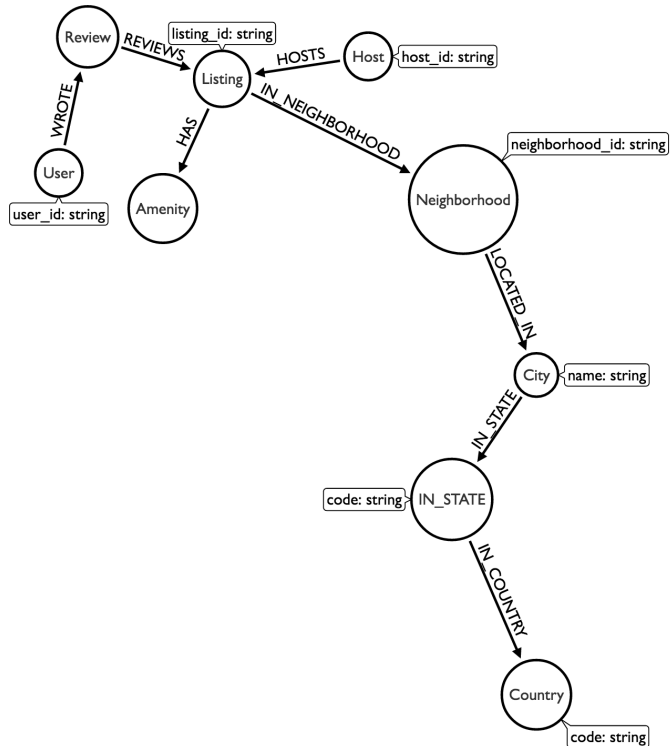 listing_id: string
Review
REVIEWS
HOSTS
Host
host_id: string
Listing
IN_NEIGHBORHOOD
WROTE
HAS
neighborhood_id: string
User
user_id: string
Amenity
Neighborhood
LOCATED_IN
City
name: string
IN_STATE
code: string
IN_STATE
IN_COUNTRY
Country
code: string